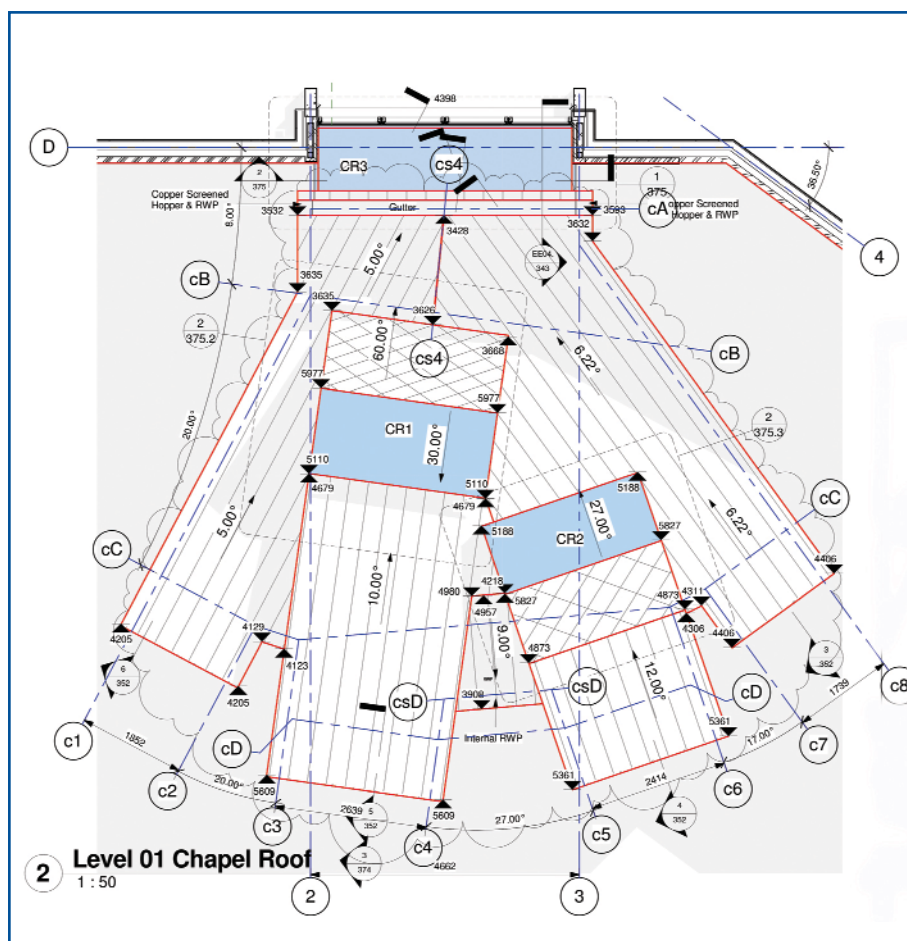 4398
D
CR3
cs4
2
375
1
375
36.50°
Copper Screened
Hopper & RWP
8.00°
3532
Gutter
3593
cA
Copper Screened
Hopper & RWP
3632
3428
4
5.00°
EE04
343
cB
3635
3635
3626
60.00°
cs4
3668
6.22°
cB
2
375.2
5977
5977
CR1
30.00°
2
375.3
20.00°
5110
4679
5110
4679
5188
5188
27.00°
CR2
5827
6.22°
cC
5.00°
cC
10.00°
4406
4980
4218
4957
5827
4873
4311
4306
4205
4129
4123
9.00°
4873
4406
6
352
4205
3908
csD
csD
12.00°
cD
3
352
c8
c1
cD
Internal RWP
5361
1739
1852
c2
20.00°
5609
5361
17.00°
c7
2414
c6
c3
2639
5
352
5609
27.00°
c5
4
352
c4
4662
3
374
2 Level 01 Chapel Roof
1 : 50
2
3